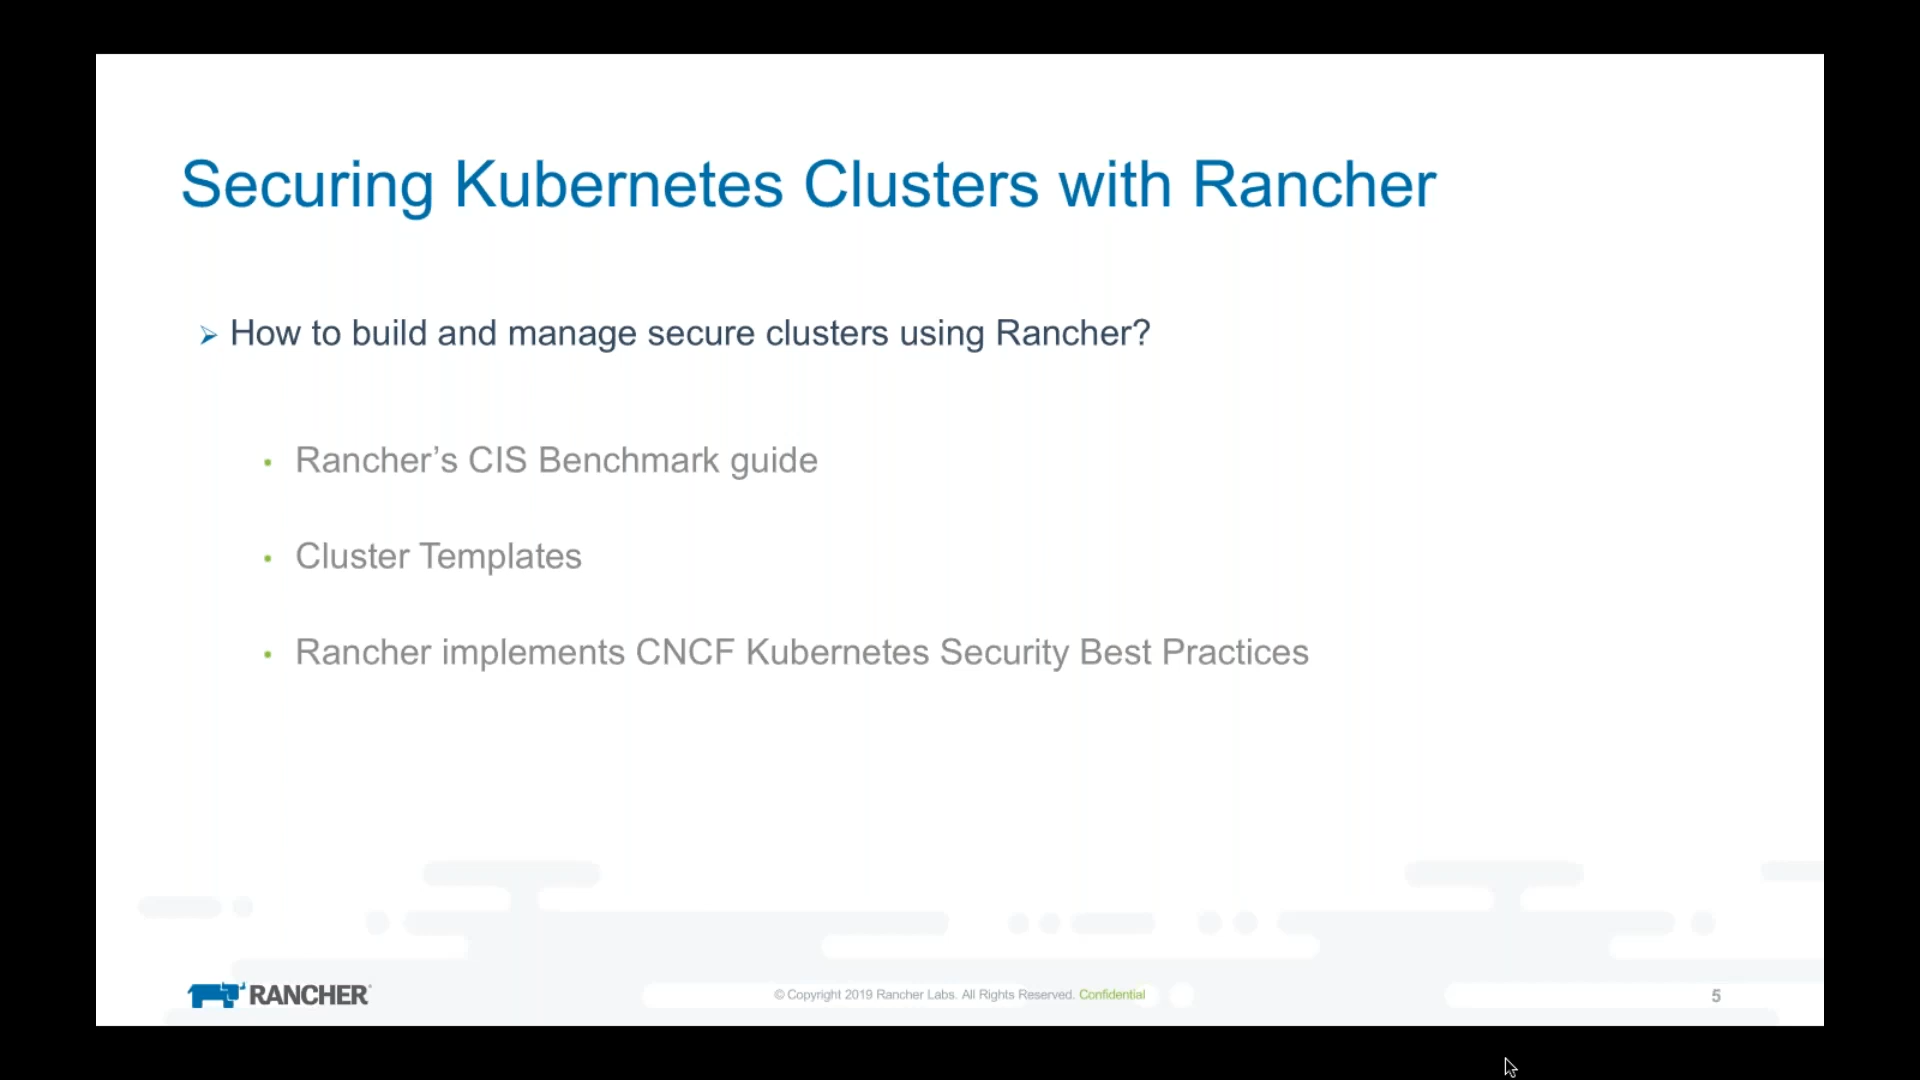 Securing Kubernetes Clusters with Rancher
➢ How to build and manage secure clusters using Rancher?
• Rancher’s CIS Benchmark guide
• Cluster Templates
• Rancher implements CNCF Kubernetes Security Best Practices
RANCHER
© Copyright 2019 Rancher Labs. All Rights Reserved. Confidential
5